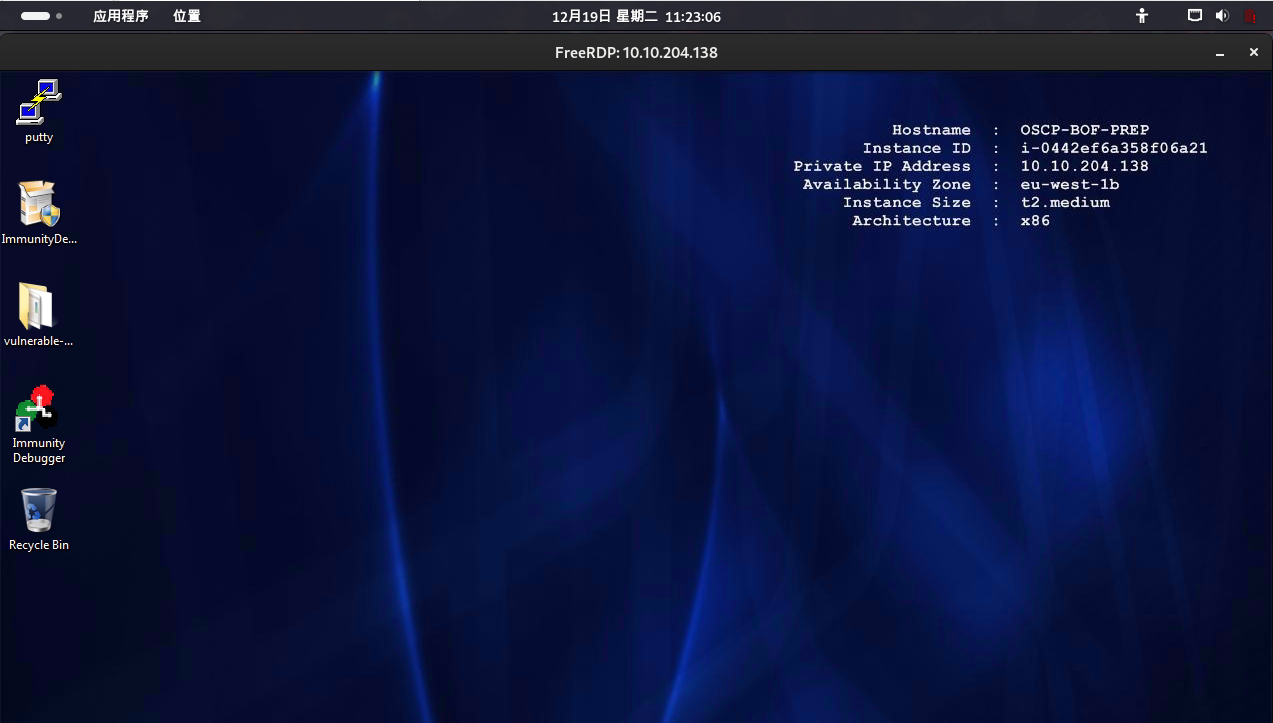 应用程序 位置 12月19日 星期二 11:23:06
FreeRDP: 10.10.204.138
putty
ImmunityDe...
vulnerable-...
Immunity
Debugger
Recycle Bin
Hostname : OSCP-BOF-PREP
Instance ID : i-0442ef6a358f06a21
Private IP Address : 10.10.204.138
Availability Zone : eu-west-1b
Instance Size : t2.medium
Architecture : x86